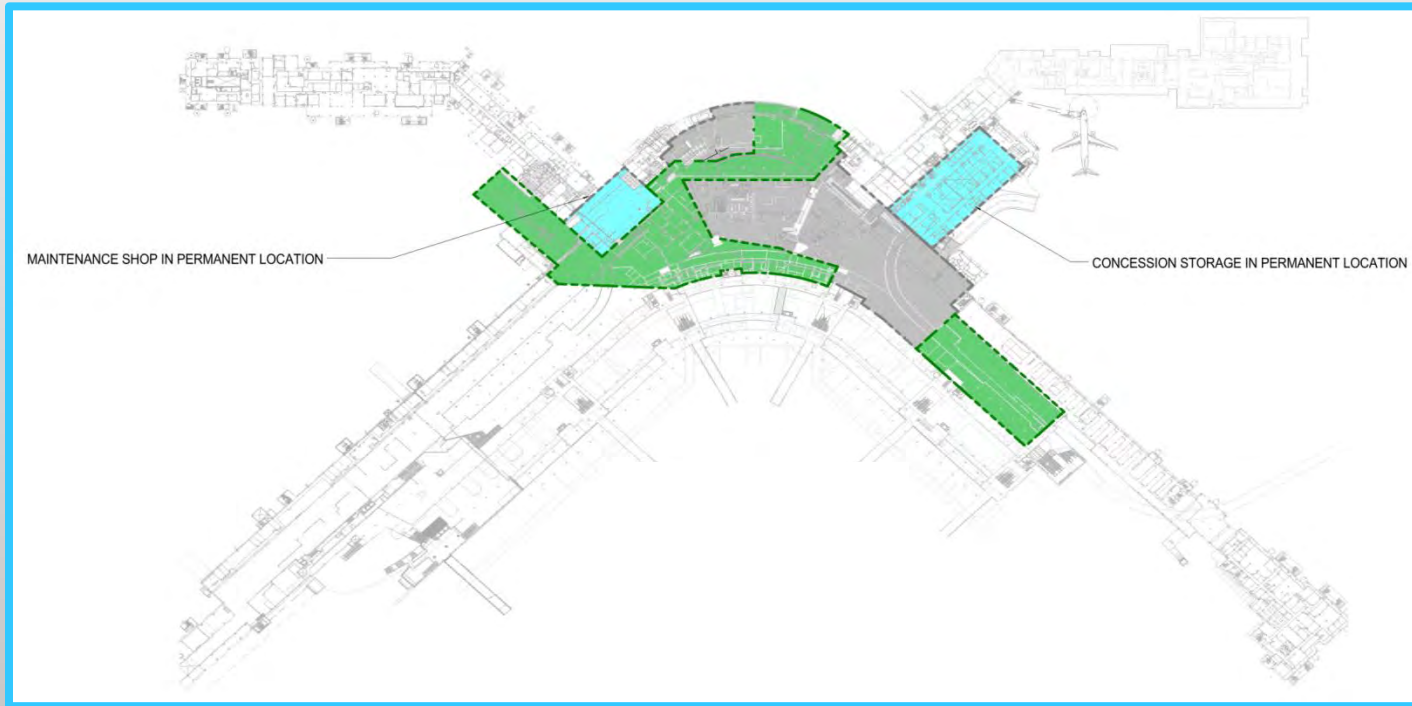 MAINTENANCE SHOP IN PERMANENT LOCATION
CONCESSION STORAGE IN PERMANENT LOCATION